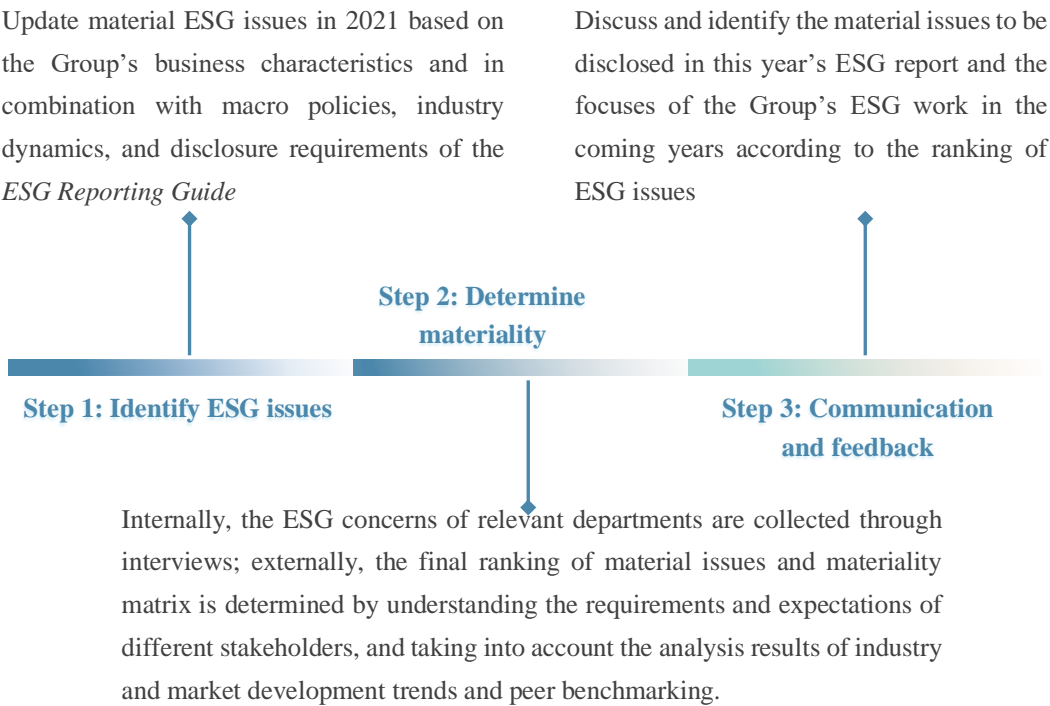 Update material ESG issues in 2021 based on
the Group's business characteristics and in
combination with macro policies, industry
dynamics, and disclosure requirements of the
ESG Reporting Guide
Discuss and identify the material issues to be
disclosed in this year's ESG report and the
focuses of the Group's ESG work in the
coming years according to the ranking of
ESG issues
Step 2: Determine
materiality
Step 1: Identify ESG issues
Step 3: Communication
and feedback
Internally, the ESG concerns of relevant departments are collected through
interviews; externally, the final ranking of material issues and materiality
matrix is determined by understanding the requirements and expectations of
different stakeholders, and taking into account the analysis results of industry
and market development trends and peer benchmarking.